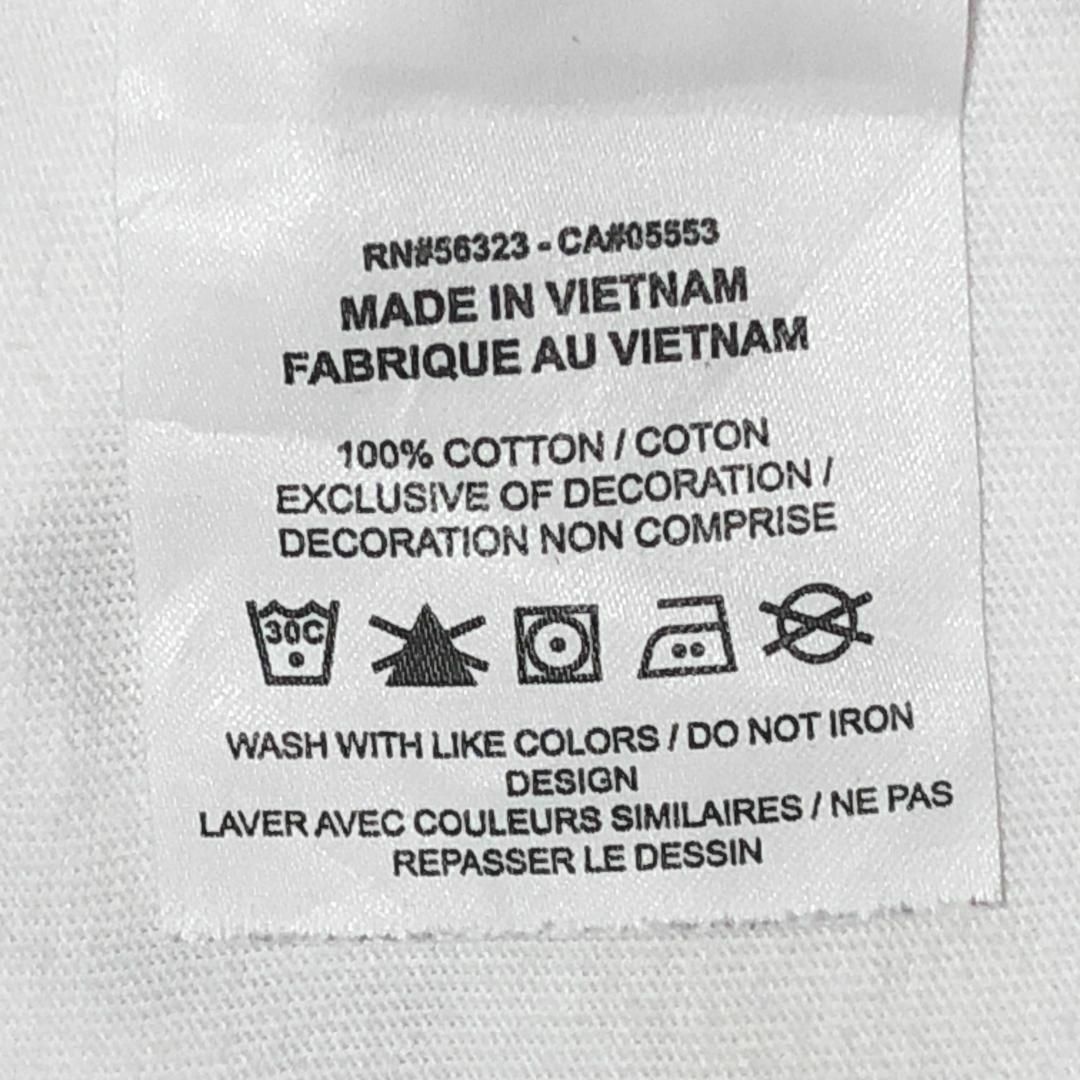 RN#56323 - CA#05553
MADE IN VIETNAM
FABRIQUE AU VIETNAM
100% COTTON / COTON
EXCLUSIVE OF DECORATION /
DECORATION NON COMPRISE
30C
WASH WITH LIKE COLORS / DO NOT IRON
DESIGN
LAVER AVEC COULEURS SIMILAIRES / NE PAS
REPASSER LE DESSIN